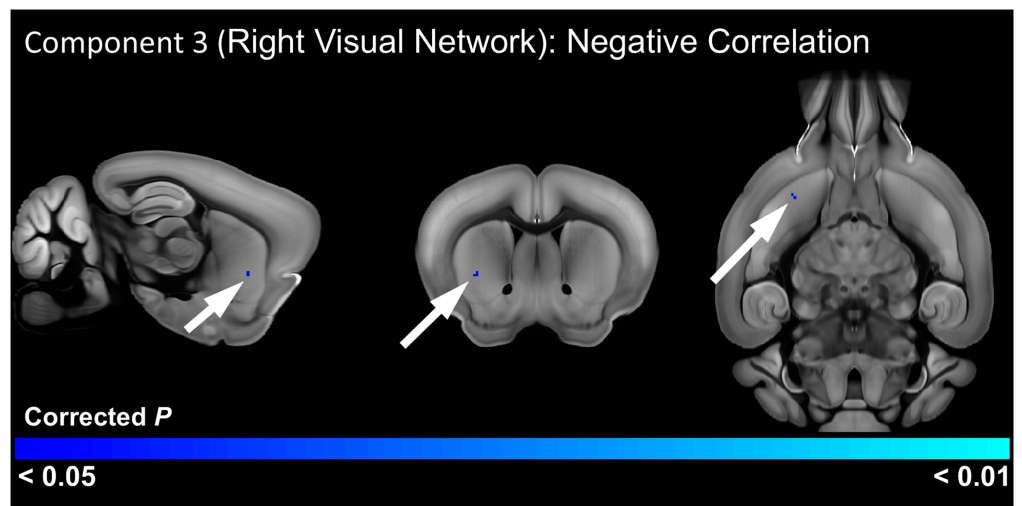 Component 3 (Right Visual Network): Negative Correlation
Corrected P
< 0.05
< 0.01